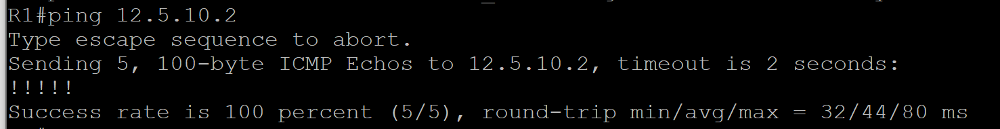 R1#ping 12.5.10.2
Type escape sequence to abort.
Sending 5, 100-byte ICMP Echos to 12.5.10.2, timeout is 2 seconds:
!!!!!
Success rate is 100 percent (5/5), round-trip min/avg/max = 32/44/80 ms